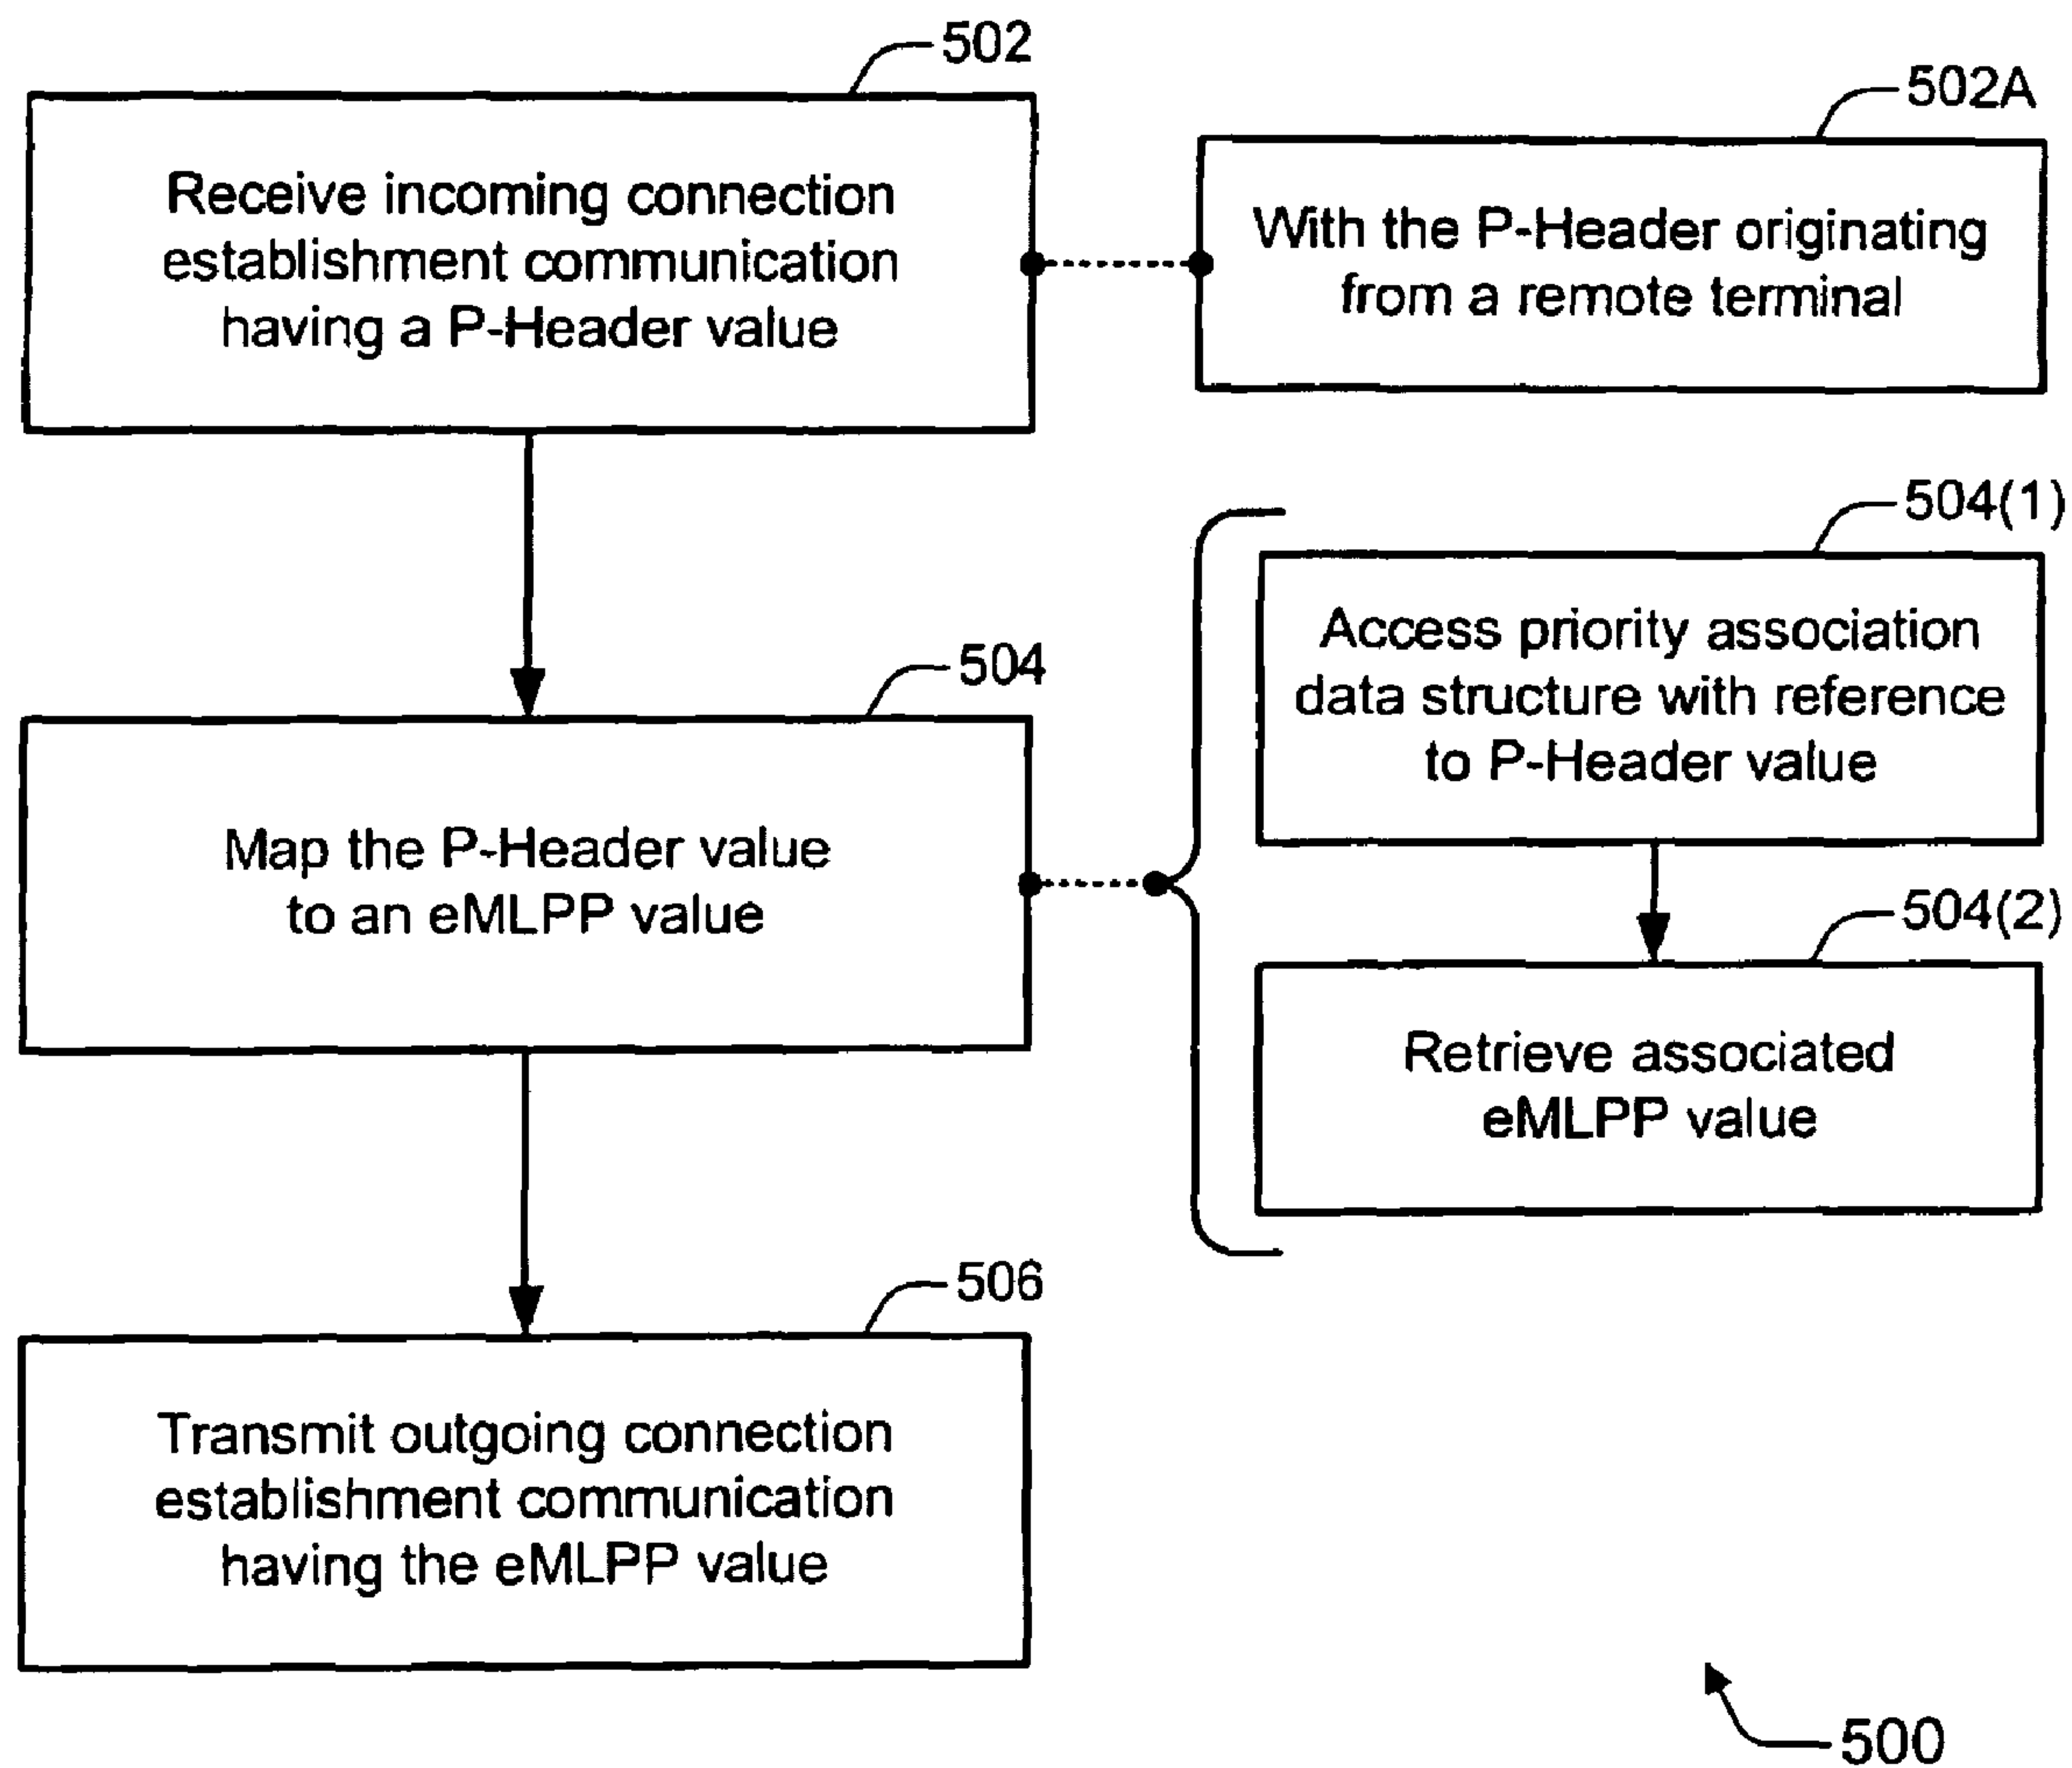 502
Receive incoming connection
establishment communication
having a P-Header value
502A
With the P-Header originating
from a remote terminal
504
Map the P-Header value
to an eMLPP value
504(1)
Access priority association
data structure with reference
to P-Header value
504(2)
Retrieve associated
eMLPP value
506
Transmit outgoing connection
establishment communication
having the eMLPP value
500